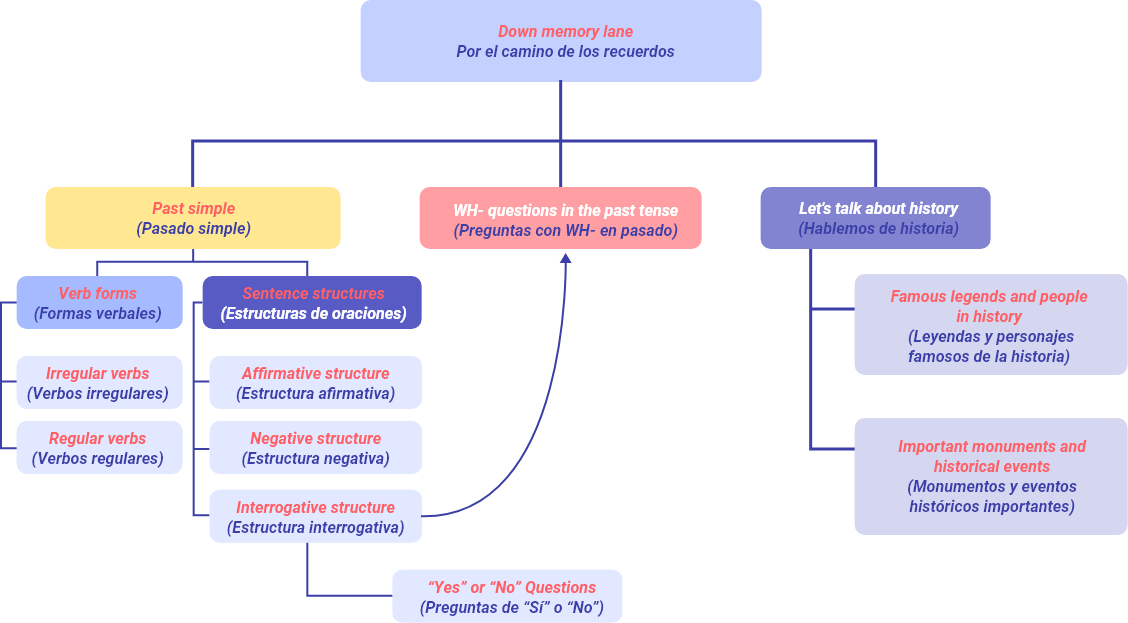 Down memory lane
Por el camino de los recuerdos
Past simple
(Pasado simple)
WH- questions in the past tense
(Preguntas con WH- en pasado)
Let's talk about history
(Hablemos de historia)
Verb forms
(Formas verbales)
Sentence structures
(Estructuras de oraciones)
Irregular verbs
(Verbos irregulares)
Regular verbs
(Verbos regulares)
Affirmative structure
(Estructura afirmativa)
Negative structure
(Estructura negativa)
Interrogative structure
(Estructura interrogativa)
“Yes” or “No” Questions
(Preguntas de “Sí” o “No”)
Famous legends and people
in history
(Leyendas y personajes
famosos de la historia)
Important monuments and
historical events
(Monumentos y eventos
históricos importantes)